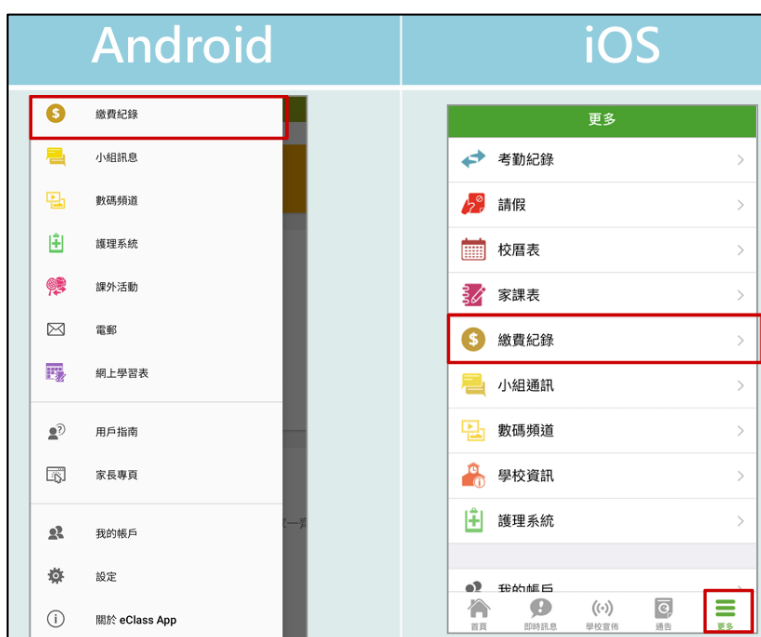 Android
iOS
繳費紀錄
小組訊息
數碼頻道
護理系統
課外活動
電郵
網上學習表
用戶指南
家長專頁
我的帳戶
設定
關於 eClass App
更多
考勤紀錄
請假
校曆表
家課表
繳費紀錄
小組通訊
數碼頻道
學校資訊
護理系統
我的帳戶
首頁
即時訊息
學校宣佈
通告
更多